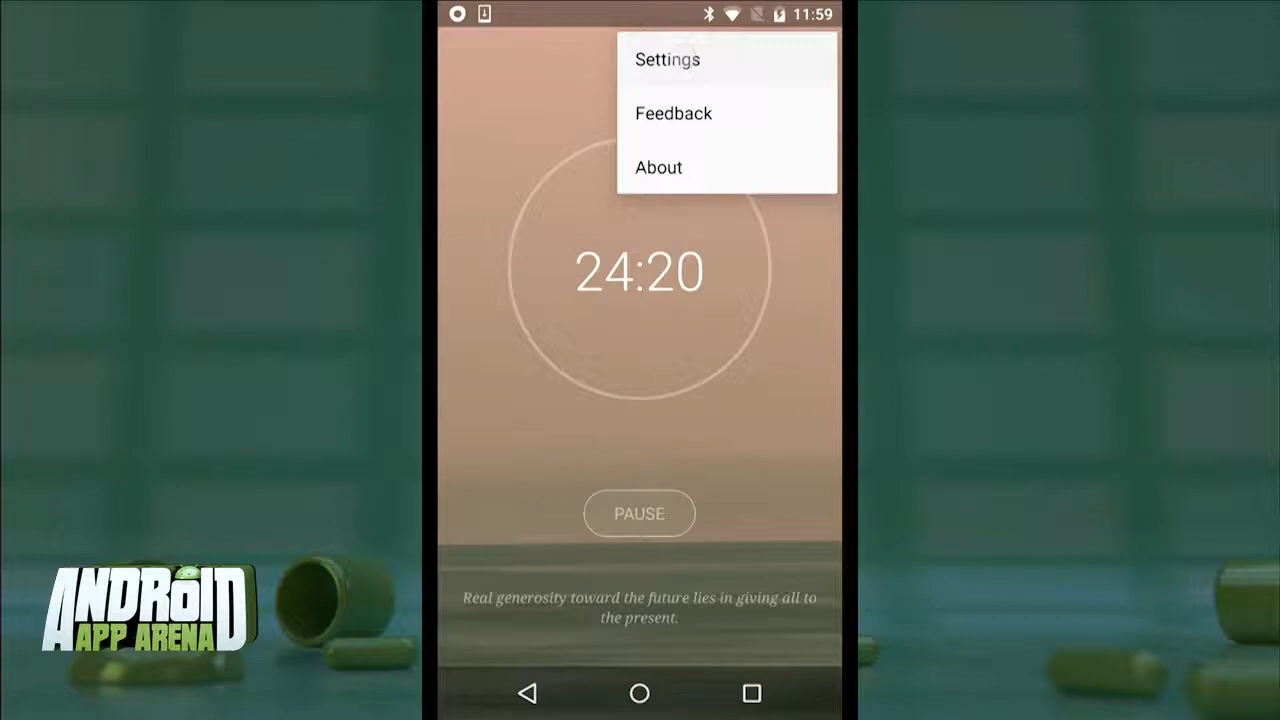 11:59
Settings
Feedback
About
24:20
PAUSE
Real generosity toward the future lies in giving all to
the present.
ANDROID
APP ARENA